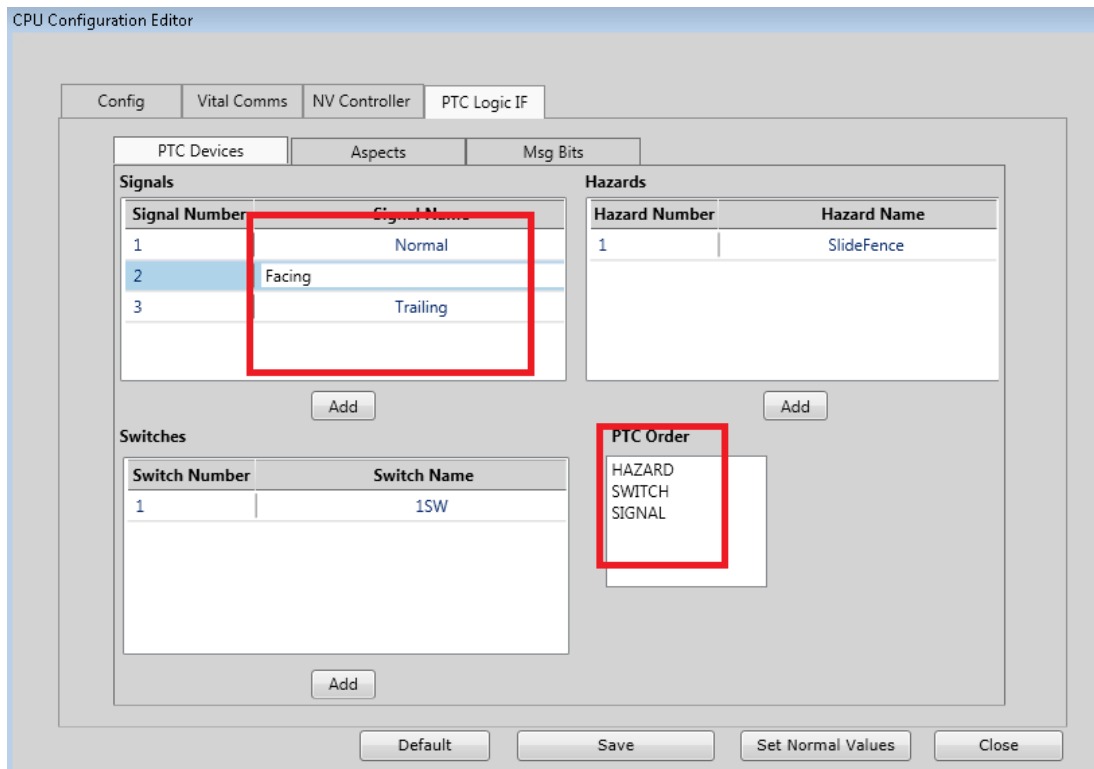 CPU Configuration Editor
Config Vital Comms NV Controller PTC Logic IF
PTC Devices Aspects Msg Bits
Signals Hazards
Signal Number Signal Name Hazard Number Hazard Name
1 Normal 1 SlideFence
2 Facing
3 Trailing
Add Add
Switches PTC Order
Switch Number Switch Name HAZARD
1 1SW SWITCH
SIGNAL
Add
Default Save Set Normal Values Close